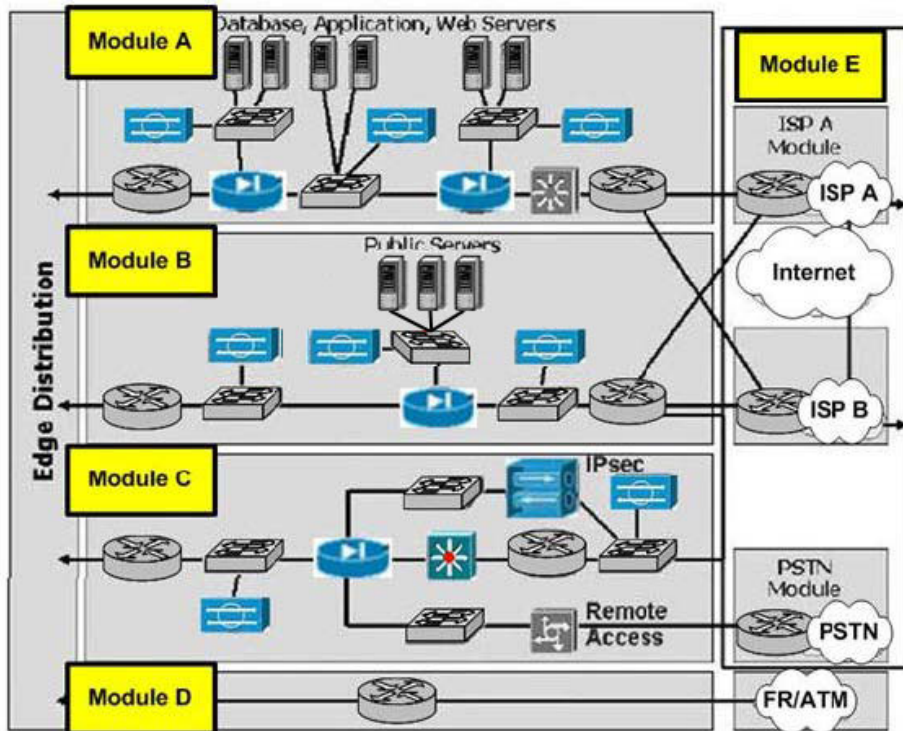 Module A
Database, Application, Web Servers
Module E
ISP A
Module
ISP A
Module B
Public Servers
Internet
Edge Distribution
ISP B
Module C
IPsec
PSTN
Module
Remote
Access
PSTN
Module D
FR/ATM